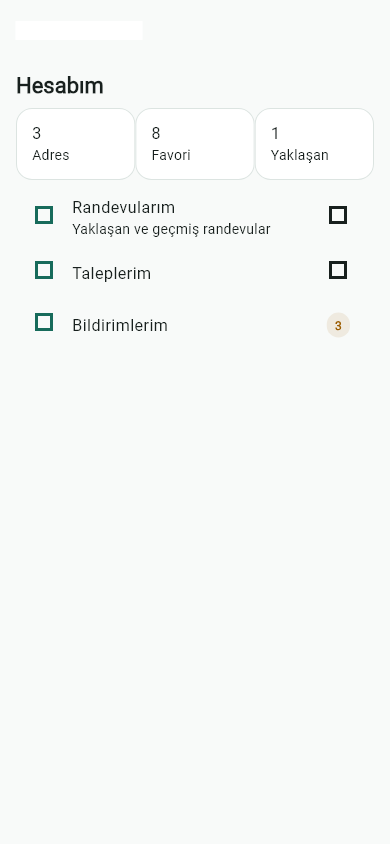 Hesabım
3
Adres
8
Favori
1
Yaklaşan
Randevularım
Yaklaşan ve geçmiş randevular
Taleplerim
Bildirimlerim
3